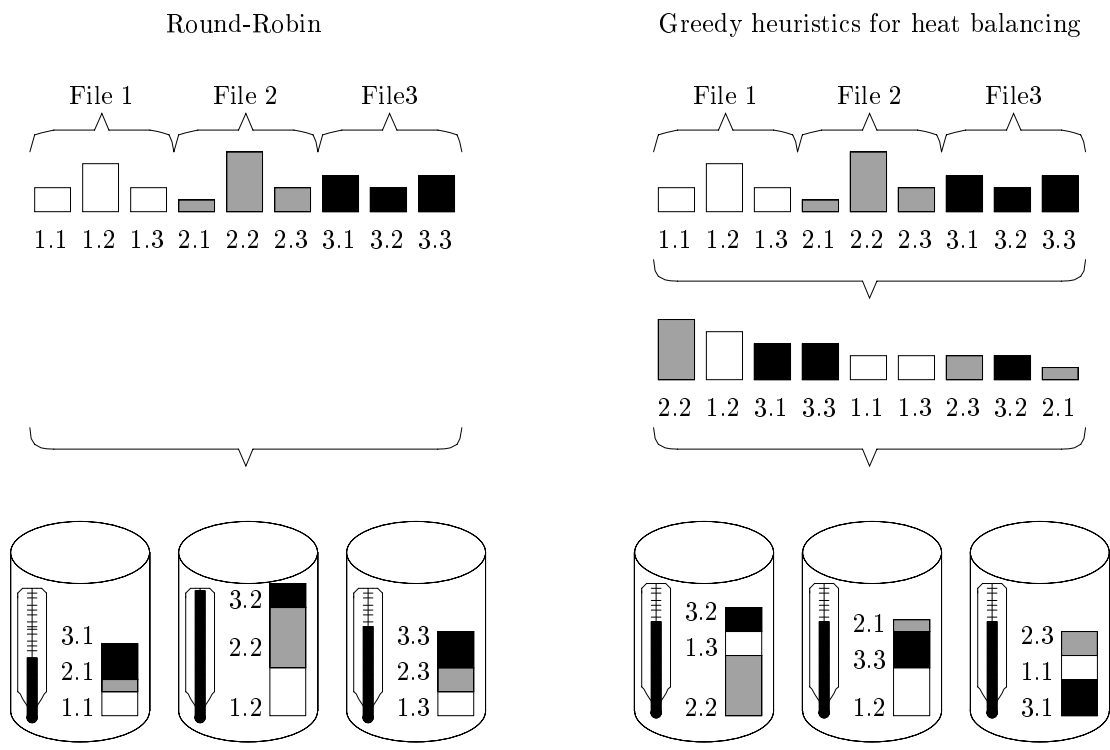 Round-Robin
Greedy heuristics for heat balancing
File 1 File 2 File3
1.1 1.2 1.3 2.1 2.2 2.3 3.1 3.2 3.3
File 1 File 2 File3
1.1 1.2 1.3 2.1 2.2 2.3 3.1 3.2 3.3
2.2 1.2 3.1 3.3 1.1 1.3 2.3 3.2 2.1
3.1
2.1
1.1
3.2
2.2
1.2
3.3
2.3
1.3
3.2
1.3
2.2
2.1
3.3
1.2
2.3
1.1
3.1